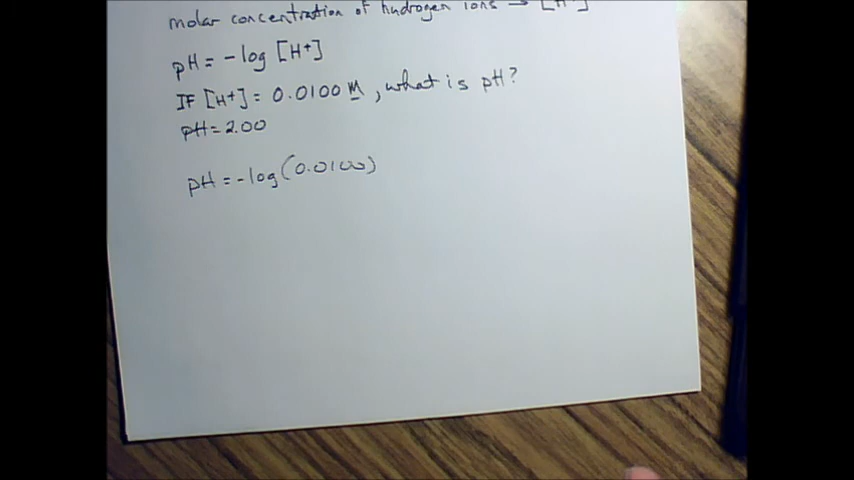 molar concentration of hydrogen ions → [H+]
pH = -log [H+]
IF [H+] = 0.0100 M, what is pH?
pH = 2.00
pH = -log(0.0100)